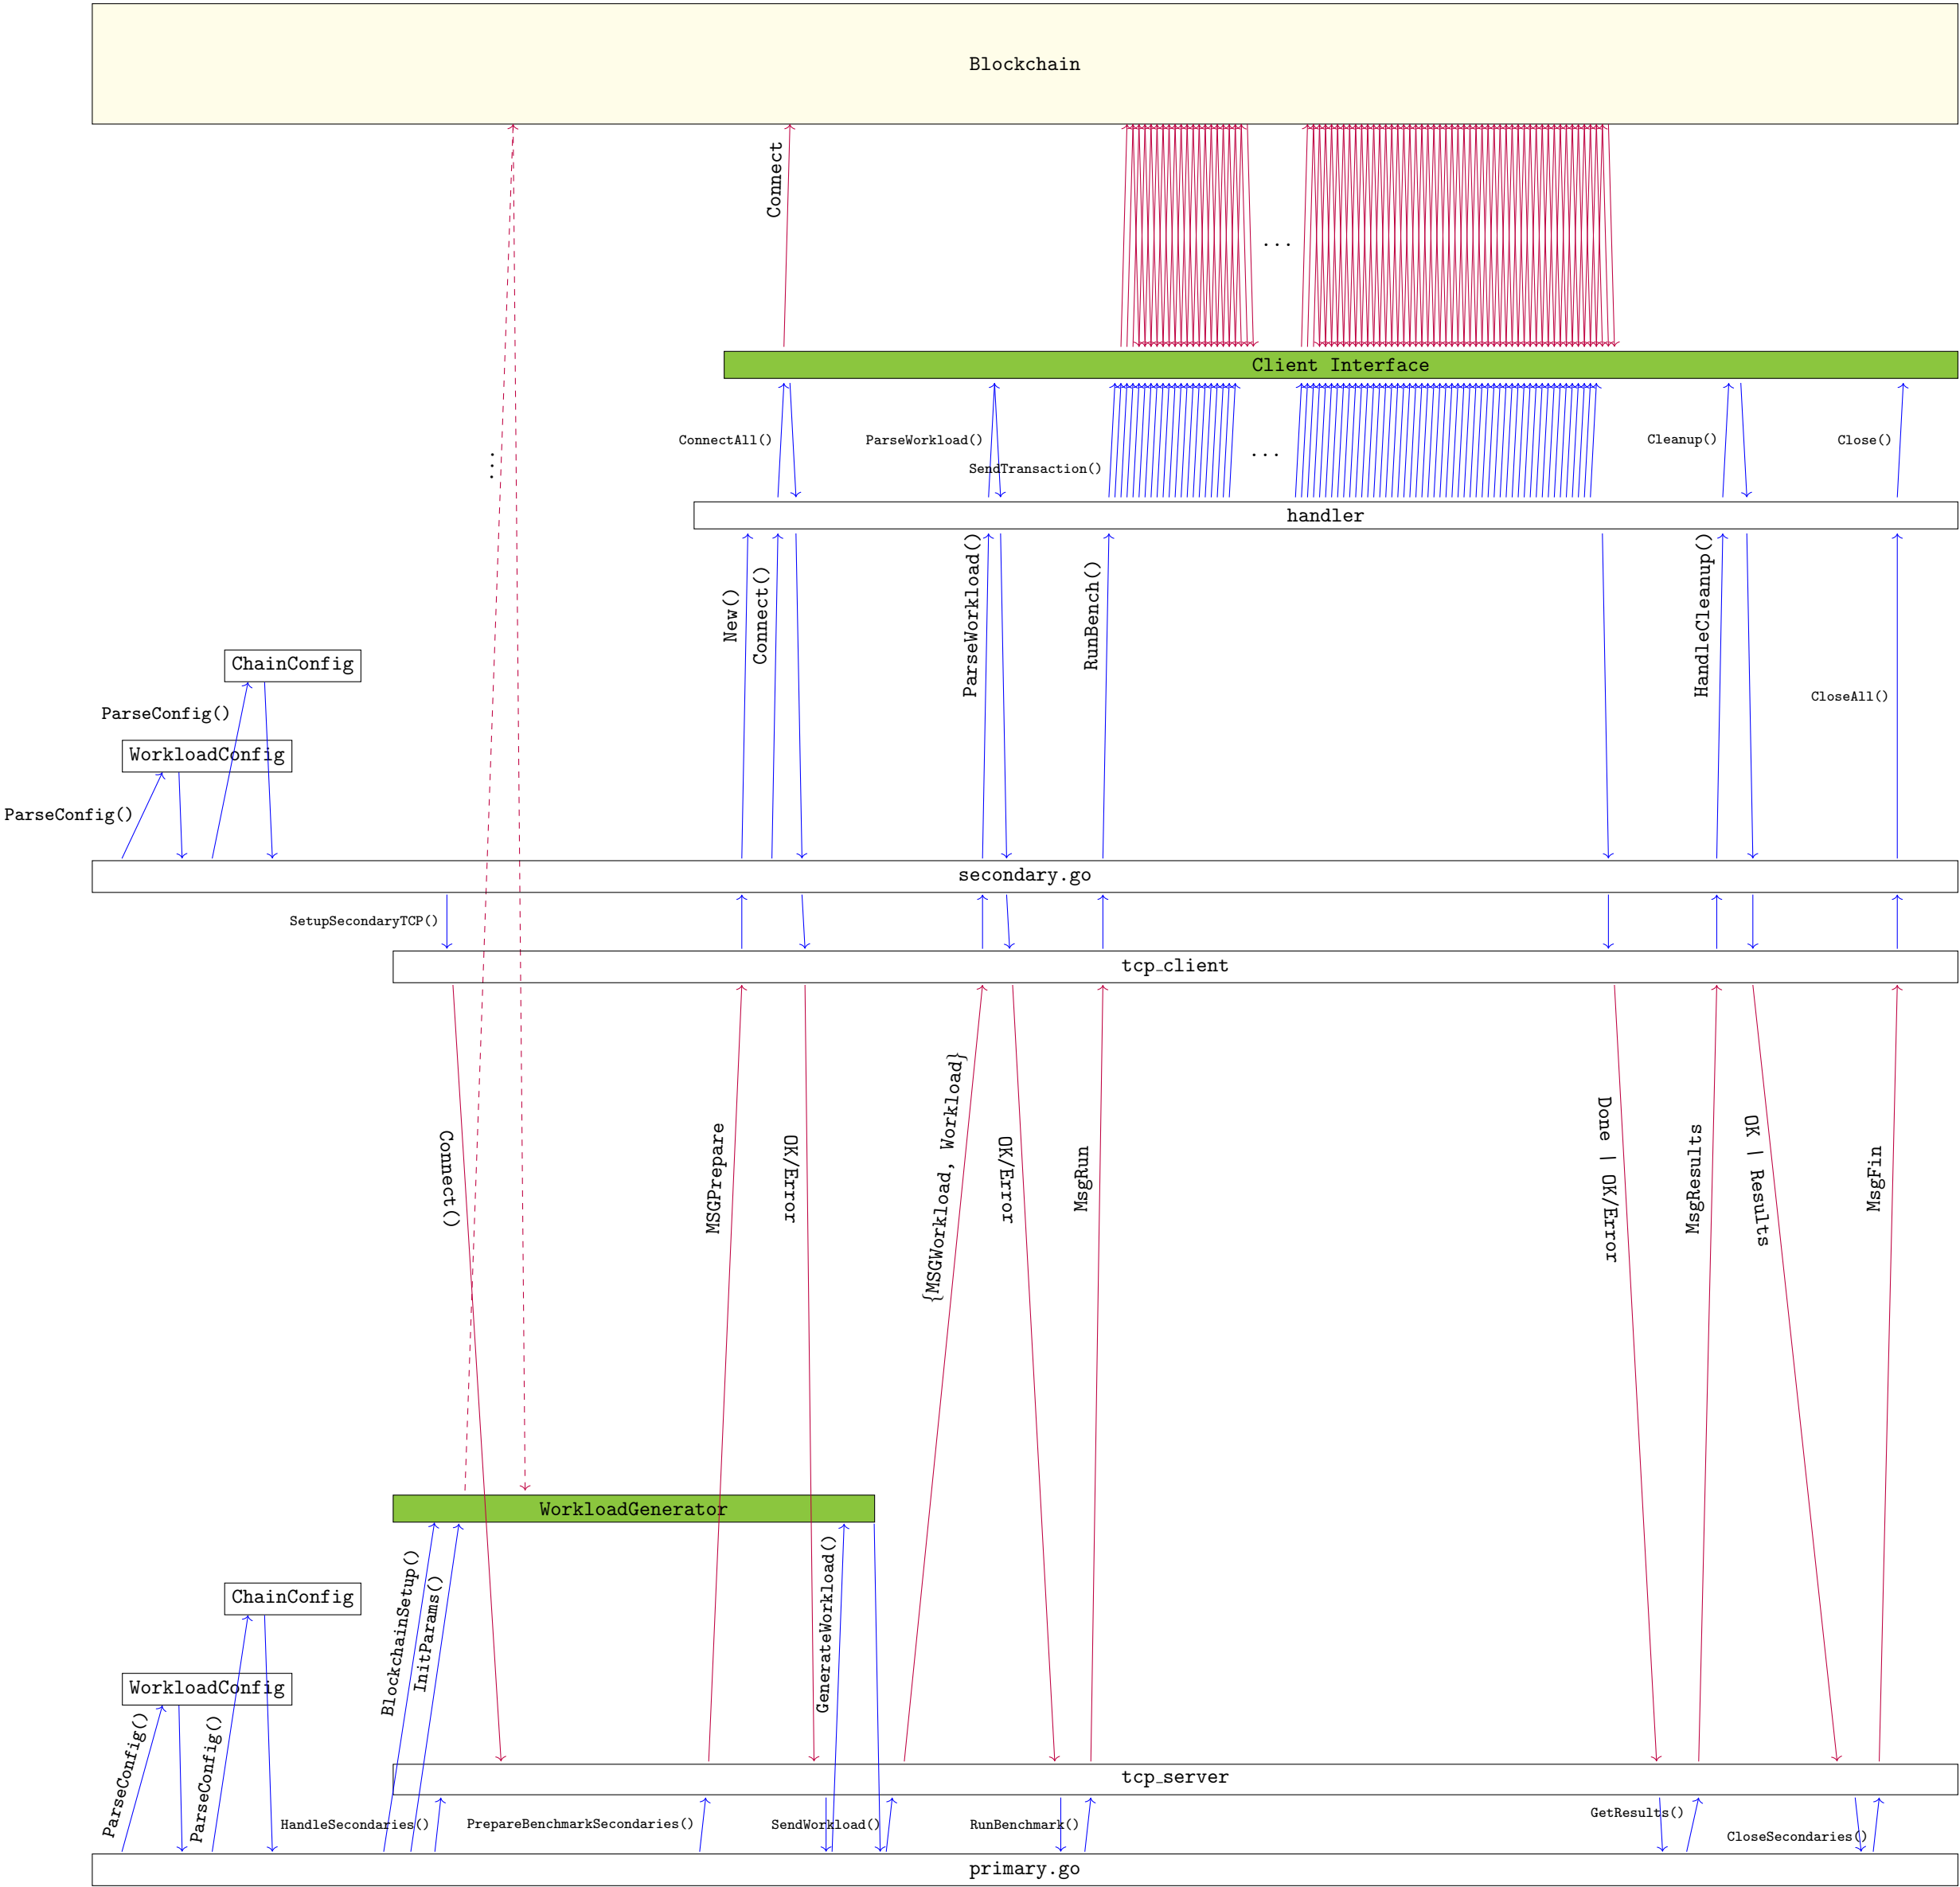 Blockchain
Connect
...
Client Interface
ConnectAll()
ParseWorkload()
SendTransaction()
...
Cleanup()
Close()
...
handler
New()
Connect()
ParseWorkload()
RunBench()
HandleCleanup()
CloseAll()
ChainConfig
ParseConfig()
WorkloadConfig
ParseConfig()
secondary.go
SetupSecondaryTCP()
tcp_client
Connect()
MSGPrepare
OK/Error
{MSGWorkload, Workload}
OK/Error
MsgRun
Done | OK/Error
MsgResults
OK | Results
MsgFin
WorkloadGenerator
BlockchainSetup()
InitParams()
GenerateWorkload()
ChainConfig
WorkloadConfig
ParseConfig()
ParseConfig()
tcp_server
HandleSecondaries()
PrepareBenchmarkSecondaries()
SendWorkload()
RunBenchmark()
GetResults()
CloseSecondaries()
primary.go